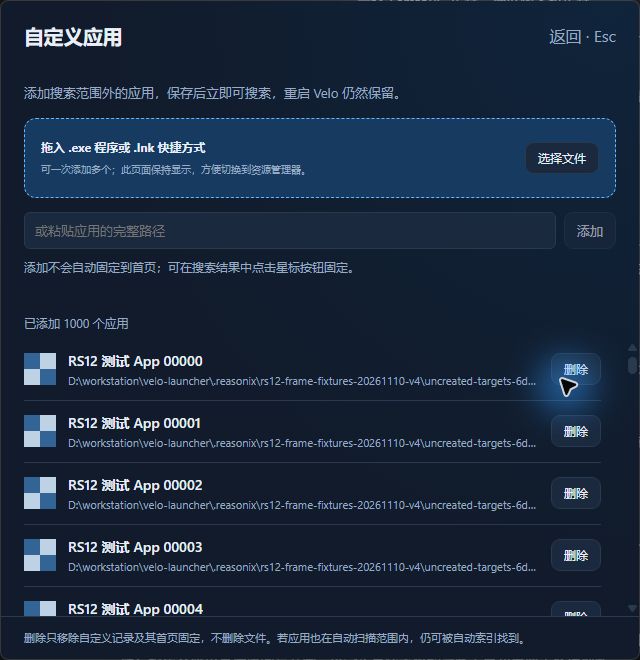 自定义应用
返回 · Esc
添加搜索范围外的应用，保存后立即可搜索，重启 Velo 仍然保留。
拖入 .exe 程序或 .lnk 快捷方式
可一次添加多个；此页面保持显示，方便切换到资源管理器。
选择文件
或粘贴应用的完整路径
添加
添加不会自动固定到首页；可在搜索结果中点击星标按钮固定。
已添加 1000 个应用
RS12 测试 App 00000
D:\workstation\velo-launcher\.reasonix\rs12-frame-fixtures-20261110-v4\uncreated-targets-6d...
删除
RS12 测试 App 00001
D:\workstation\velo-launcher\.reasonix\rs12-frame-fixtures-20261110-v4\uncreated-targets-6d...
删除
RS12 测试 App 00002
D:\workstation\velo-launcher\.reasonix\rs12-frame-fixtures-20261110-v4\uncreated-targets-6d...
删除
RS12 测试 App 00003
D:\workstation\velo-launcher\.reasonix\rs12-frame-fixtures-20261110-v4\uncreated-targets-6d...
删除
RS12 测试 App 00004
删除只移除自定义记录及其首页固定，不删除文件。若应用也在自动扫描范围内，仍可被自动索引找到。